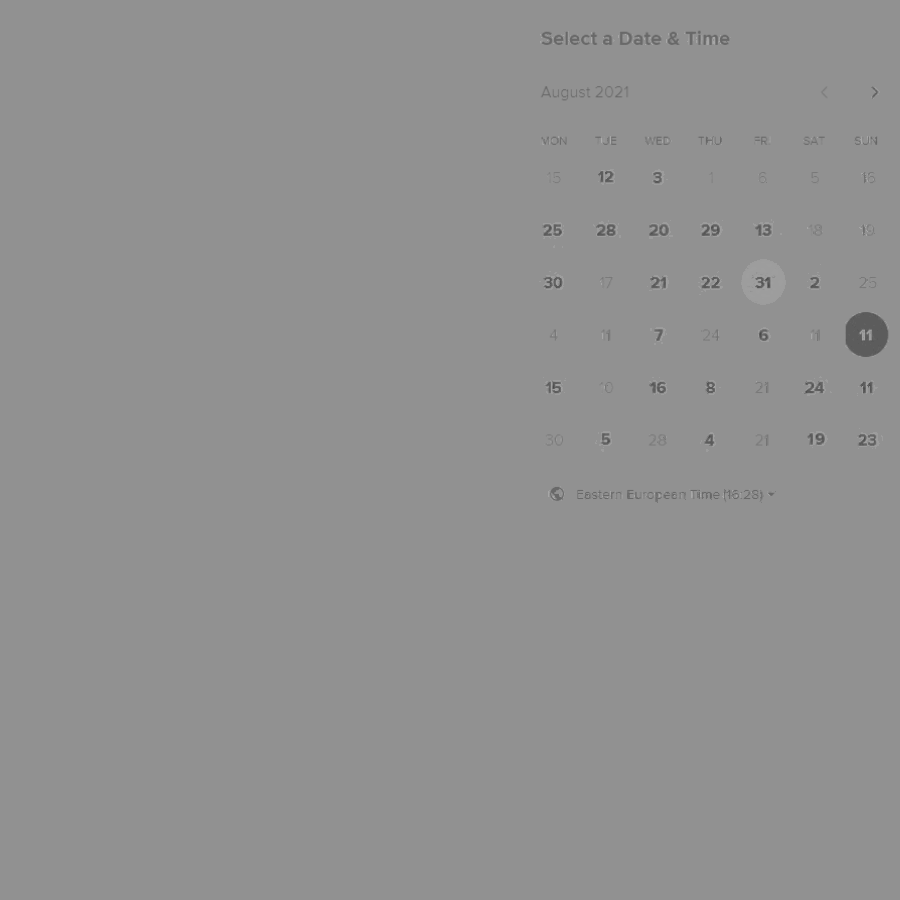 Select a Date & Time
August 2021
MON TUE WED THU FRI SAT SUN
15 12 3 1 6 5 16
25 28 20 29 13 18 19
30 17 21 22 31 2 25
4 11 7 24 6 11 11
15 10 16 8 21 24 11
30 5 28 4 21 19 23
Eastern European Time (16:28)